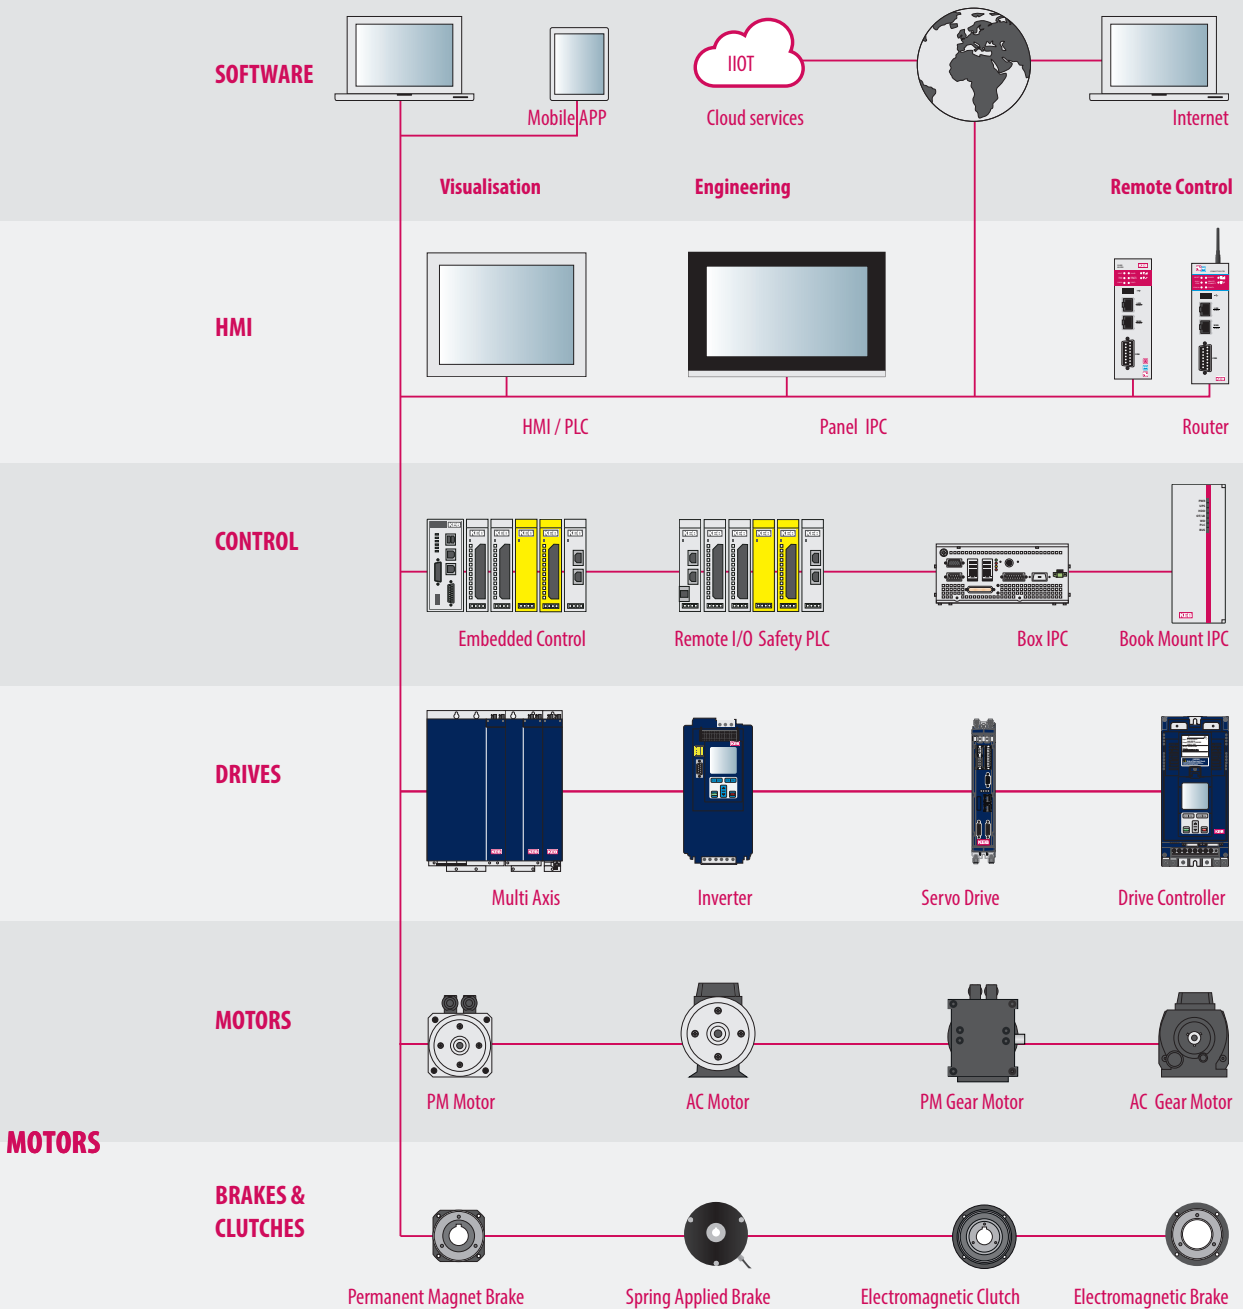 SOFTWARE
IIOT
Mobile APP
Cloud services
Internet
Visualisation
Engineering
Remote Control
HMI
HMI / PLC
Panel IPC
Router
CONTROL
Embedded Control
Remote I/O Safety PLC
Box IPC
Book Mount IPC
DRIVES
Multi Axis
Inverter
Servo Drive
Drive Controller
MOTORS
PM Motor
AC Motor
PM Gear Motor
AC Gear Motor
MOTORS
BRAKES &
CLUTCHES
Permanent Magnet Brake
Spring Applied Brake
Electromagnetic Clutch
Electromagnetic Brake